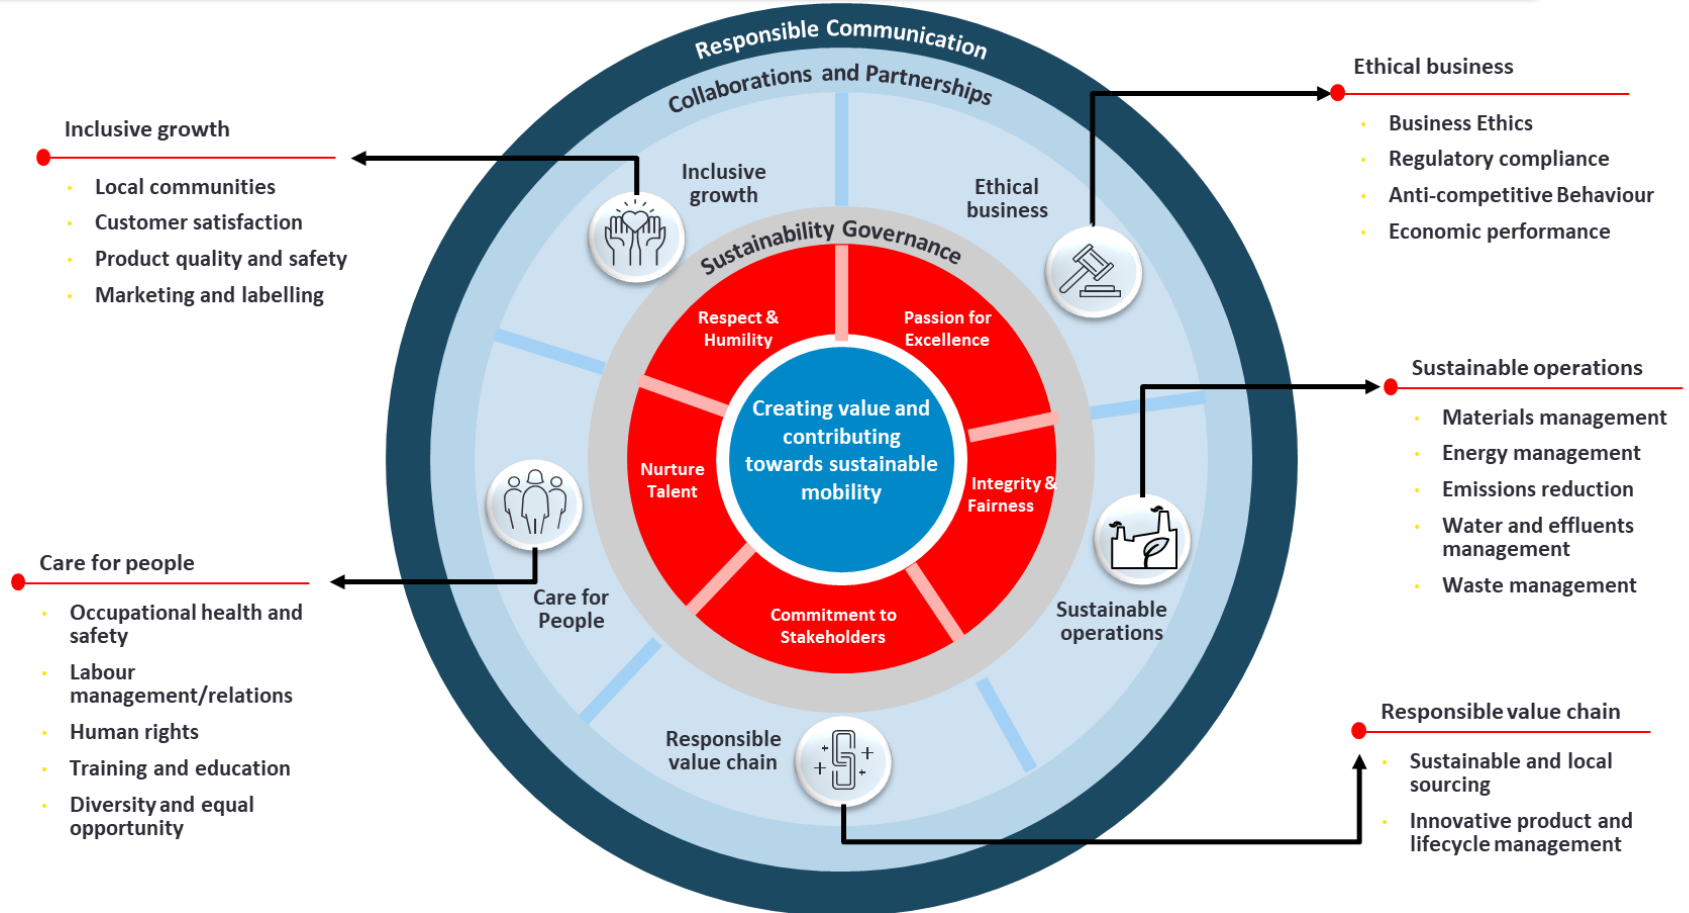 Responsible Communication
Collaborations and Partnerships
Inclusive
growth
Ethical
business
Sustainability Governance
Respect &
Humility
Passion for
Excellence
Creating value and
contributing
towards sustainable
mobility
Nurture
Talent
Integrity &
Fairness
Commitment to
Stakeholders
Care for
People
Sustainable
operations
Responsible
value chain
Inclusive growth
Local communities
Customer satisfaction
Product quality and safety
Marketing and labelling
Care for people
Occupational health and
safety
Labour
management/relations
Human rights
Training and education
Diversity and equal
opportunity
Ethical business
Business Ethics
Regulatory compliance
Anti-competitive Behaviour
Economic performance
Sustainable operations
Materials management
Energy management
Emissions reduction
Water and effluents
management
Waste management
Responsible value chain
Sustainable and local
sourcing
Innovative product and
lifecycle management